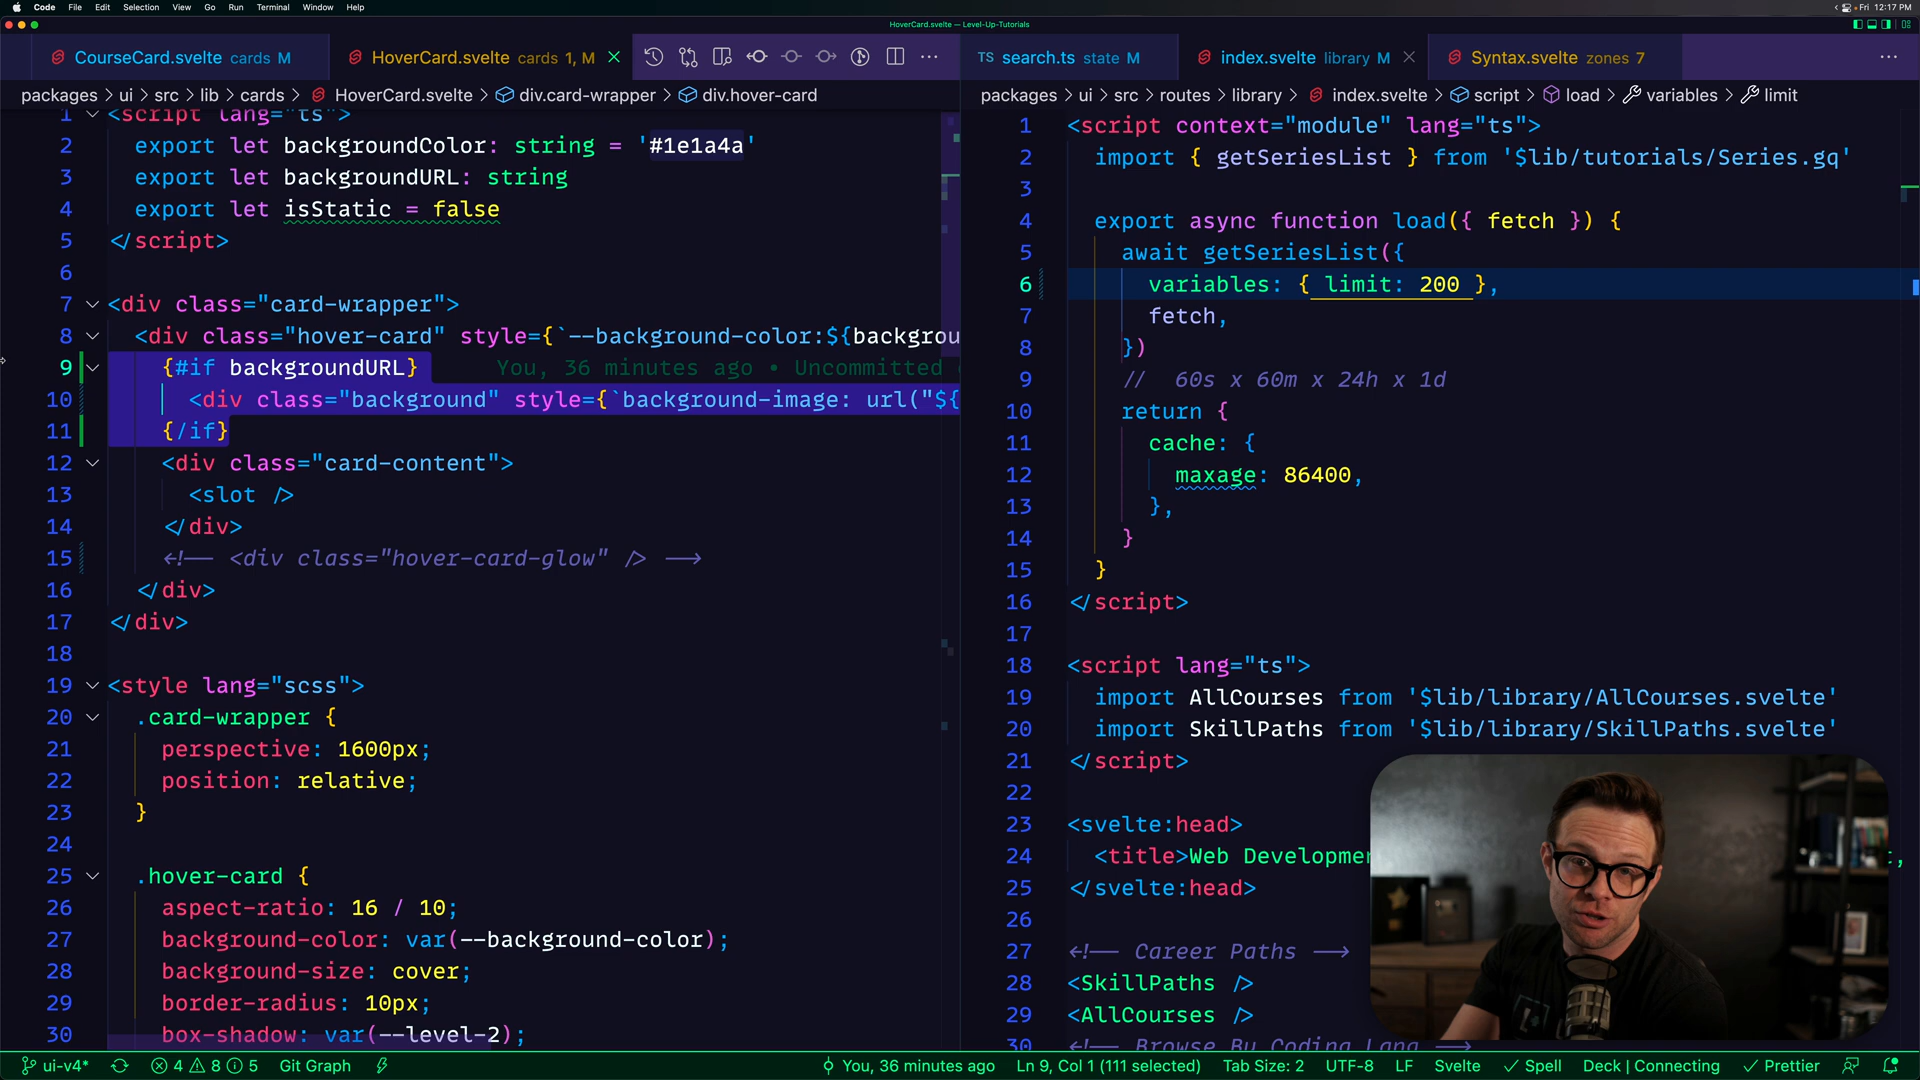 Code File Edit Selection View Go Run Terminal Window Help
Fri 12:17 PM
HoverCard.svelte — Level-Up-Tutorials
CourseCard.svelte cards M
HoverCard.svelte cards 1, M
packages > ui > src > lib > cards > HoverCard.svelte > div.card-wrapper > div.hover-card
1 <script lang="ts">
2 export let backgroundColor: string = '#1e1a4a'
3 export let backgroundURL: string
4 export let isStatic = false
5 </script>
6
7 <div class="card-wrapper">
8 <div class="hover-card" style={`--background-color:${backgrou
9 {#if backgroundURL} You, 36 minutes ago • Uncommitted
10 <div class="background" style={`background-image: url("${
11 {/if}
12 <div class="card-content">
13 <slot />
14 </div>
15 <!-- <div class="hover-card-glow" /> -->
16 </div>
17 </div>
18
19 <style lang="scss">
20 .card-wrapper {
21 perspective: 1600px;
22 position: relative;
23 }
24
25 .hover-card {
26 aspect-ratio: 16 / 10;
27 background-color: var(--background-color);
28 background-size: cover;
29 border-radius: 10px;
30 box-shadow: var(--level-2);
TS search.ts state M
index.svelte library M
Syntax.svelte zones 7
packages > ui > src > routes > library > index.svelte > script > load > variables > limit
1 <script context="module" lang="ts">
2 import { getSeriesList } from '$lib/tutorials/Series.gq'
3
4 export async function load({ fetch }) {
5 await getSeriesList({
6 variables: { limit: 200 },
7 fetch,
8 })
9 // 60s x 60m x 24h x 1d
10 return {
11 cache: {
12 maxage: 86400,
13 },
14 }
15 }
16 </script>
17
18 <script lang="ts">
19 import AllCourses from '$lib/library/AllCourses.svelte'
20 import SkillPaths from '$lib/library/SkillPaths.svelte'
21 </script>
22
23 <svelte:head>
24 <title>Web Developmen
25 </svelte:head>
26
27 <!-- Career Paths -->
28 <SkillPaths />
29 <AllCourses />
30 <!-- Browse By Coding Lang -->
ui-v4* 4 8 5 Git Graph You, 36 minutes ago Ln 9, Col 1 (111 selected) Tab Size: 2 UTF-8 LF Svelte Spell Deck | Connecting Prettier